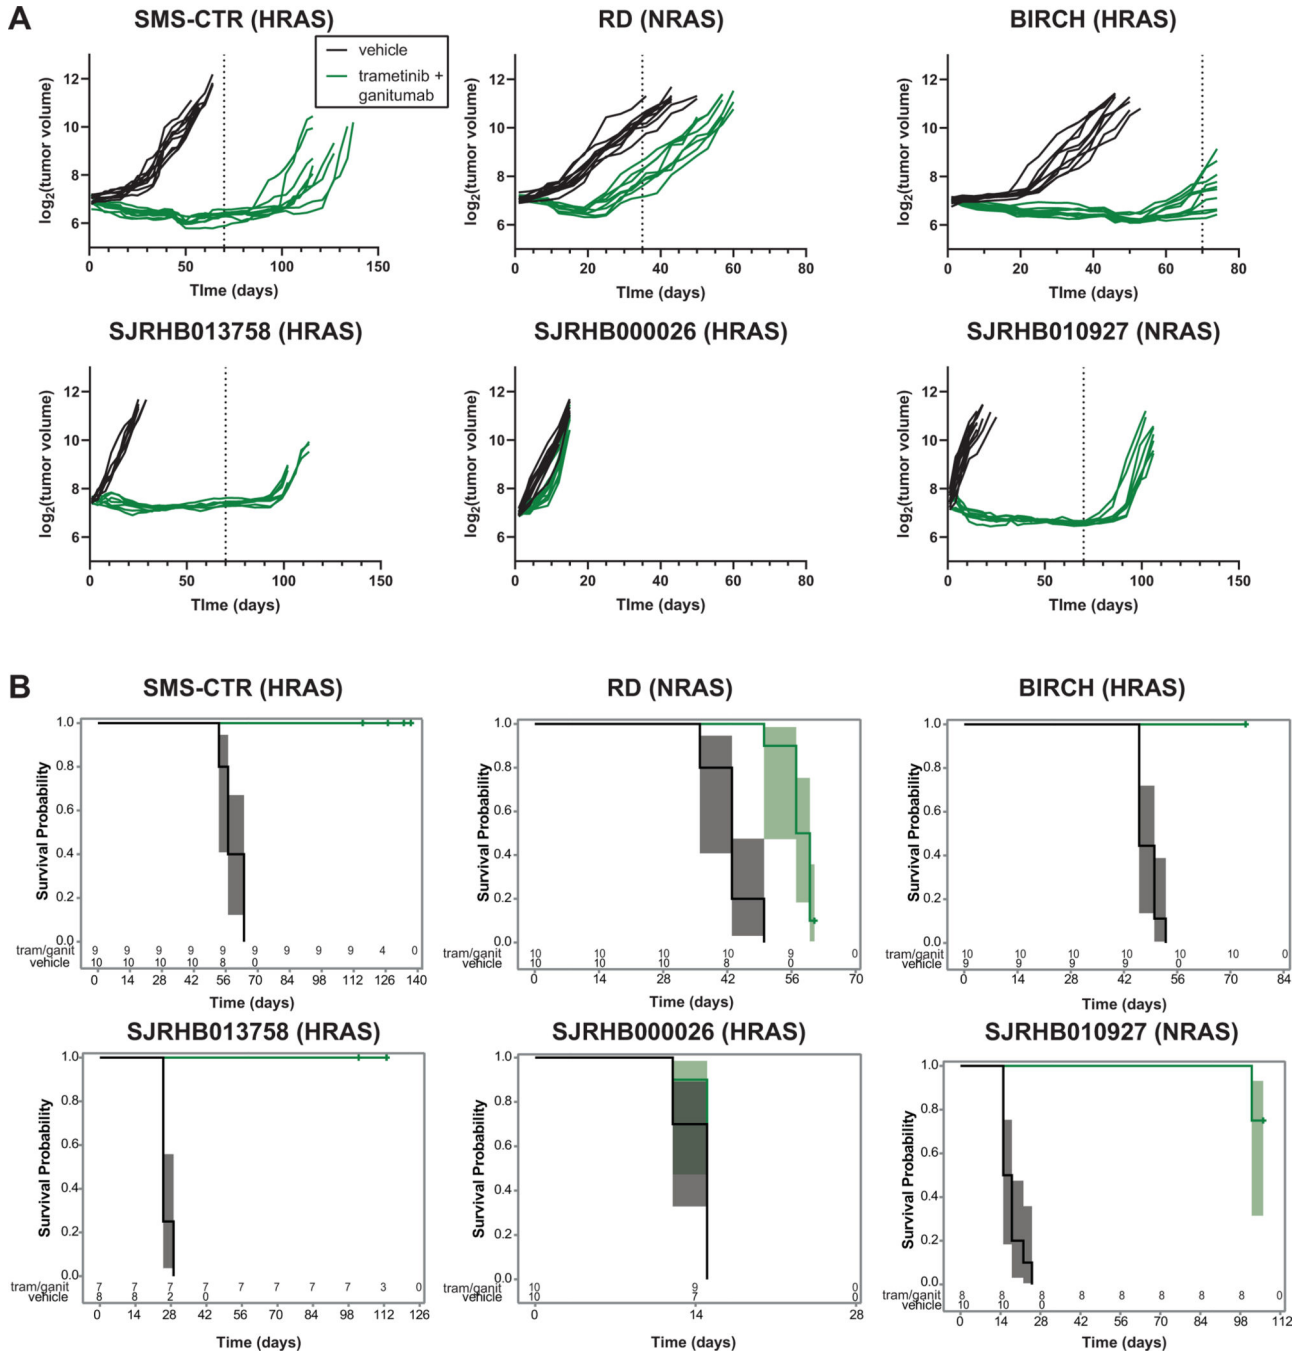 A
SMS-CTR (HRAS)
RD (NRAS)
BIRCH (HRAS)
vehicle
trametinib +
ganitumab
log2(tumor volume)
12
10
8
6
0 50 100 150
TIme (days)
log2(tumor volume)
12
10
8
6
0 20 40 60 80
TIme (days)
log2(tumor volume)
12
10
8
6
0 20 40 60 80
TIme (days)
SJRHB013758 (HRAS)
SJRHB000026 (HRAS)
SJRHB010927 (NRAS)
log2(tumor volume)
12
10
8
6
0 50 100 150
TIme (days)
log2(tumor volume)
12
10
8
6
0 20 40 60 80
TIme (days)
log2(tumor volume)
12
10
8
6
0 50 100 150
TIme (days)
B
SMS-CTR (HRAS)
RD (NRAS)
BIRCH (HRAS)
Survival Probability
1.0
0.8
0.6
0.4
0.2
0.0
tram/ganit 9 9 9 9 9 9 9 9 9 4 0
vehicle 10 10 10 10 8 0
0 14 28 42 56 70 84 98 112 126 140
Time (days)
Survival Probability
1.0
0.8
0.6
0.4
0.2
0.0
tram/ganit 10 10 10 10 9 0
vehicle 10 10 10 8 0
0 14 28 42 56 70
Time (days)
Survival Probability
1.0
0.8
0.6
0.4
0.2
0.0
tram/ganit 10 10 10 10 10 10 0
vehicle 9 9 9 9 0
0 14 28 42 56 70 84
Time (days)
SJRHB013758 (HRAS)
SJRHB000026 (HRAS)
SJRHB010927 (NRAS)
Survival Probability
1.0
0.8
0.6
0.4
0.2
0.0
tram/ganit 7 7 7 7 7 7 7 7 3 0
vehicle 8 8 2 0
0 14 28 42 56 70 84 98 112 126
Time (days)
Survival Probability
1.0
0.8
0.6
0.4
0.2
0.0
tram/ganit 10 9 0
vehicle 10 7 0
0 14 28
Time (days)
Survival Probability
1.0
0.8
0.6
0.4
0.2
0.0
tram/ganit 8 8 8 8 8 8 8 8 0
vehicle 10 10 0
0 14 28 42 56 70 84 98 112
Time (days)